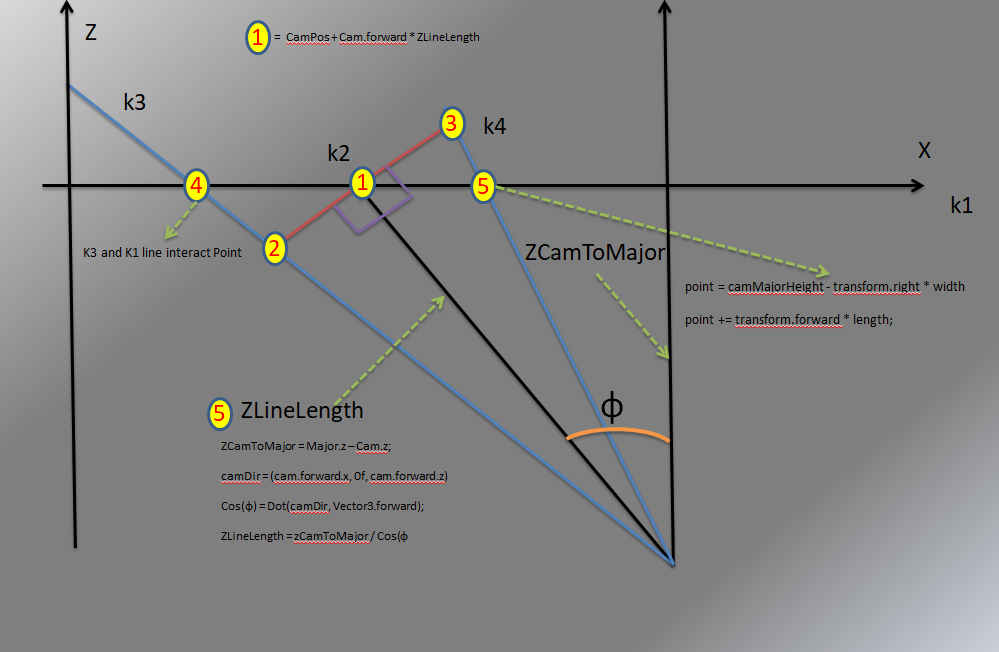 Z
1 = CamPos+Cam.forward * ZLineLength
k3
3
k4
k2
X
4
1
5
k1
2
K3 and K1 line interact Point
ZCamToMajor
point = camMajorHeight - transform.right * width
point += transform.forward * length;
ф
5 ZLineLength
ZCamToMajor = Major.z – Cam.z;
camDir = (cam.forward.x, 0f, cam.forward.z)
Cos(ф) = Dot(camDir, Vector3.forward);
ZLineLength = zCamToMajor / Cos(ф